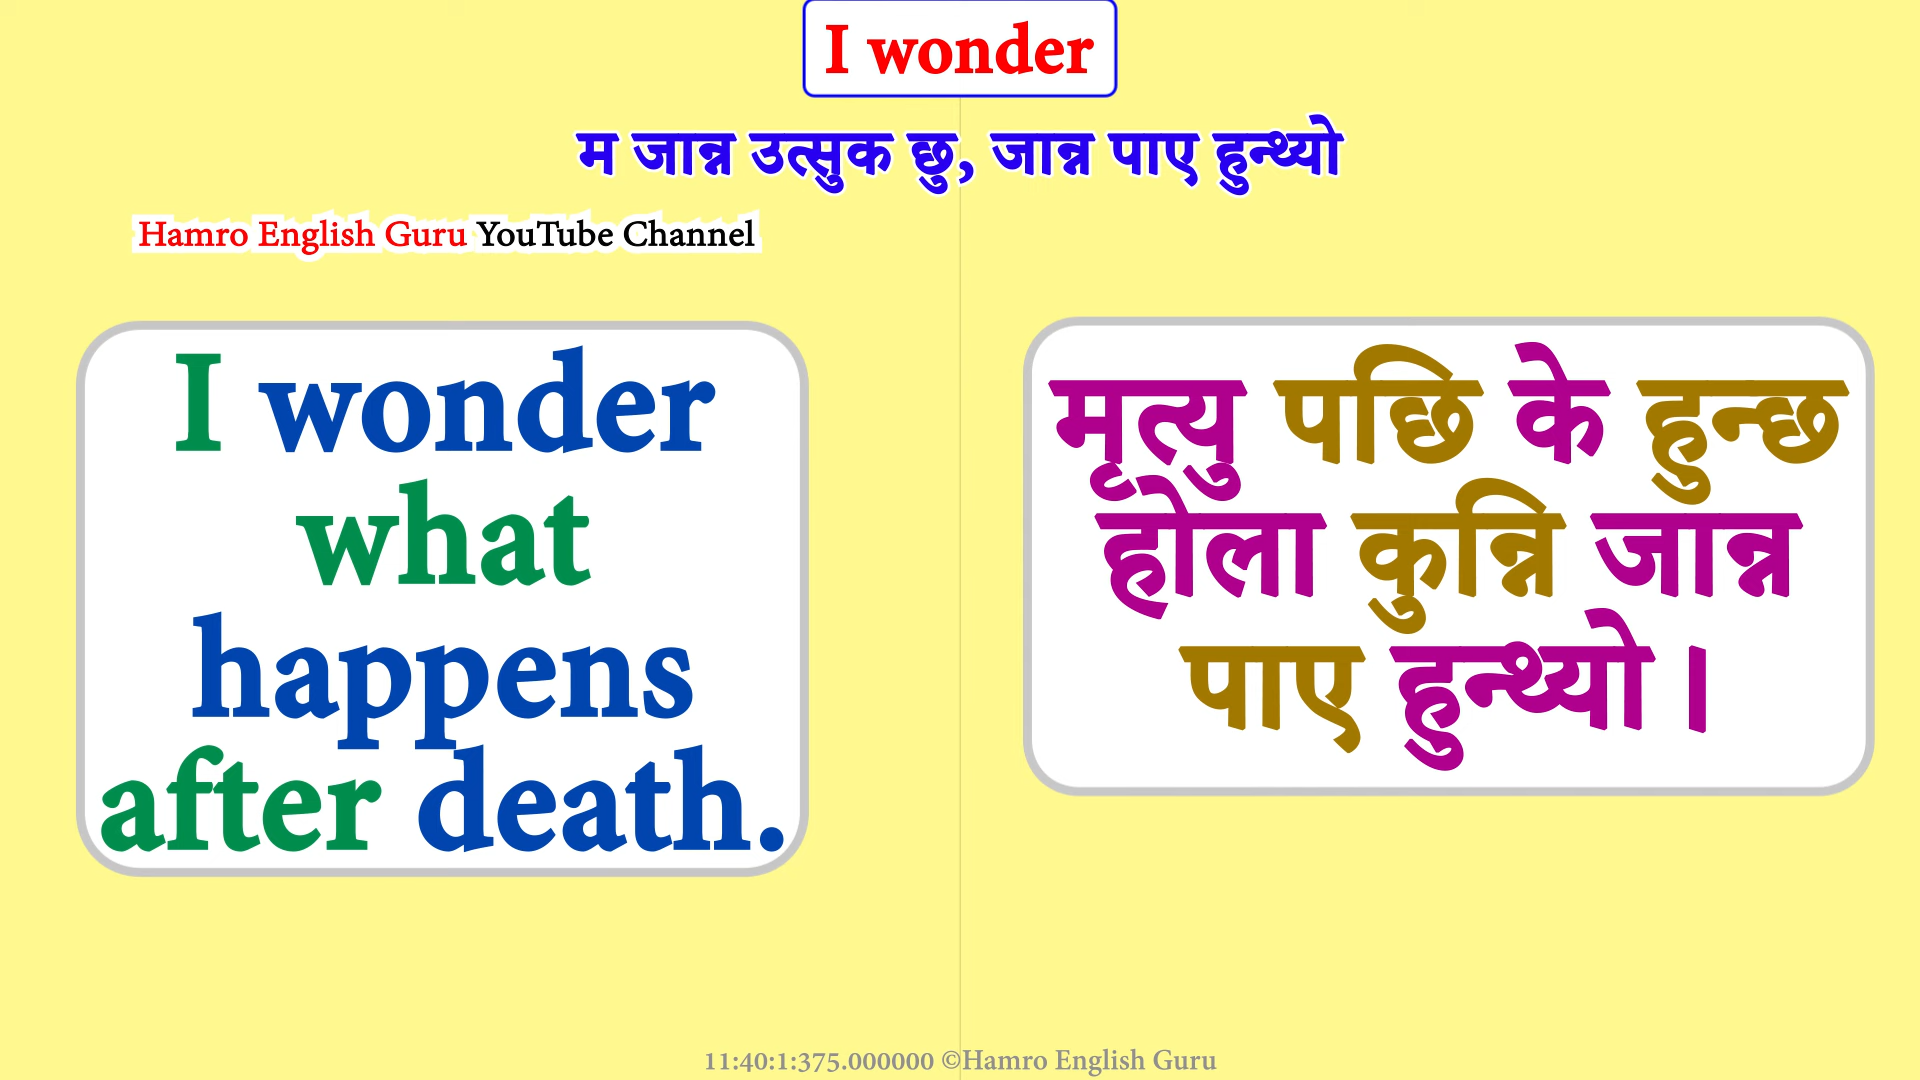 I wonder
म जान्न उत्सुक छु, जान्न पाए हुन्थ्यो
Hamro English Guru YouTube Channel
I wonder
what
happens
after death.
मृत्यु पछि के हुन्छ
होला कुन्नि जान्न
पाए हुन्थ्यो ।
11:40:1:375.000000 ©Hamro English Guru